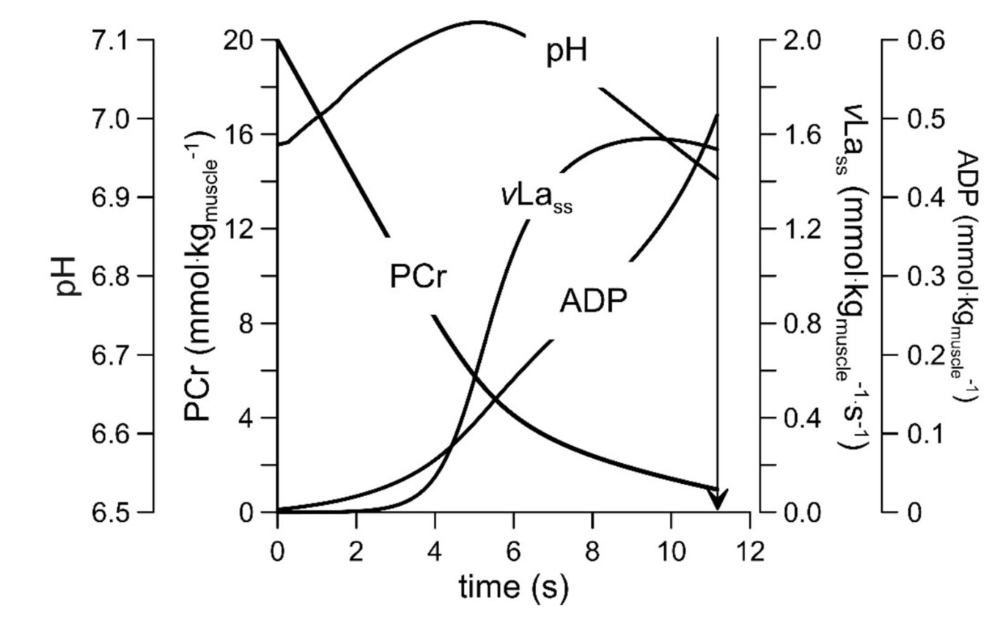 pH
7.1
7.0
6.9
6.8
6.7
6.6
6.5
PCr (mmol·kg_muscle^-1)
20
16
12
8
4
0
pH
vLa_ss
PCr
ADP
2.0
1.6
1.2
0.8
0.4
0.0
vLa_ss (mmol·kg_muscle^-1·s^-1)
0.6
0.5
0.4
0.3
0.2
0.1
0
ADP (mmol·kg_muscle^-1)
0 2 4 6 8 10 12
time (s)